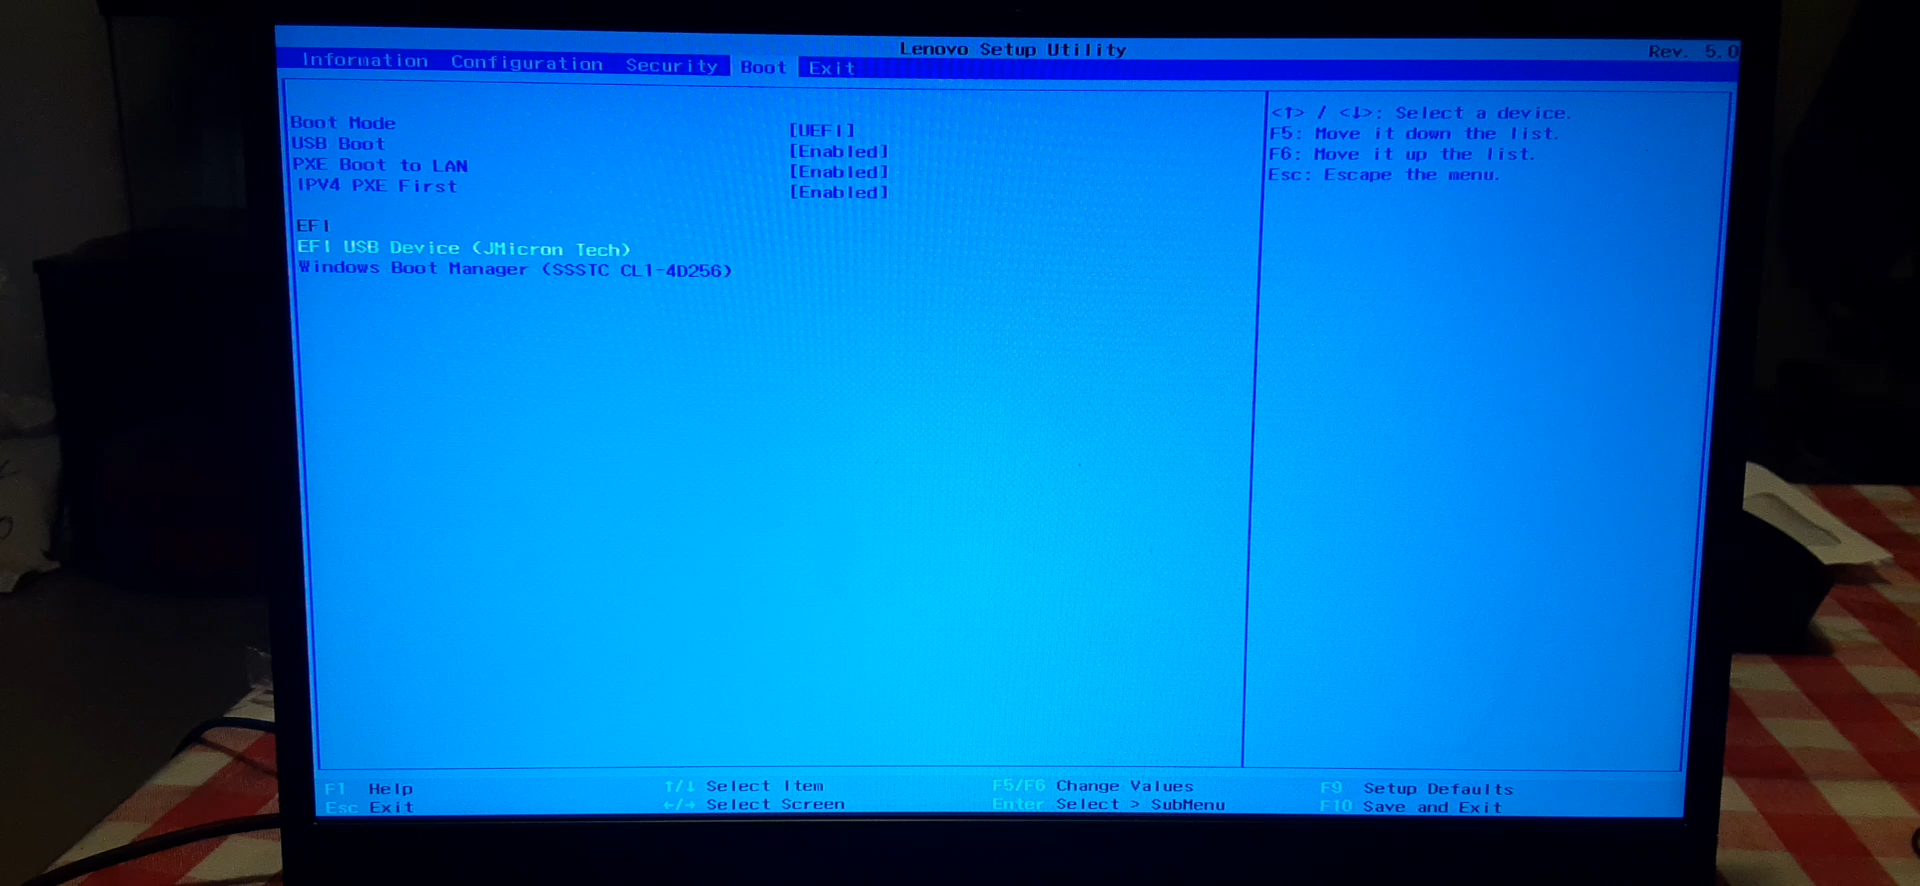 Lenovo Setup Utility
Rev. 5.0
Information Configuration Security Boot Exit
Boot Mode [UEFI]
USB Boot [Enabled]
PXE Boot to LAN [Enabled]
IPV4 PXE First [Enabled]
EFI
EFI USB Device (JMicron Tech)
Windows Boot Manager (SSSTC CL1-4D256)
<↑> / <↓>: Select a device.
F5: Move it down the list.
F6: Move it up the list.
Esc: Escape the menu.
F1 Help ↑/↓ Select Item F5/F6 Change Values F9 Setup Defaults
Esc Exit ←/→ Select Screen Enter Select > SubMenu F10 Save and Exit